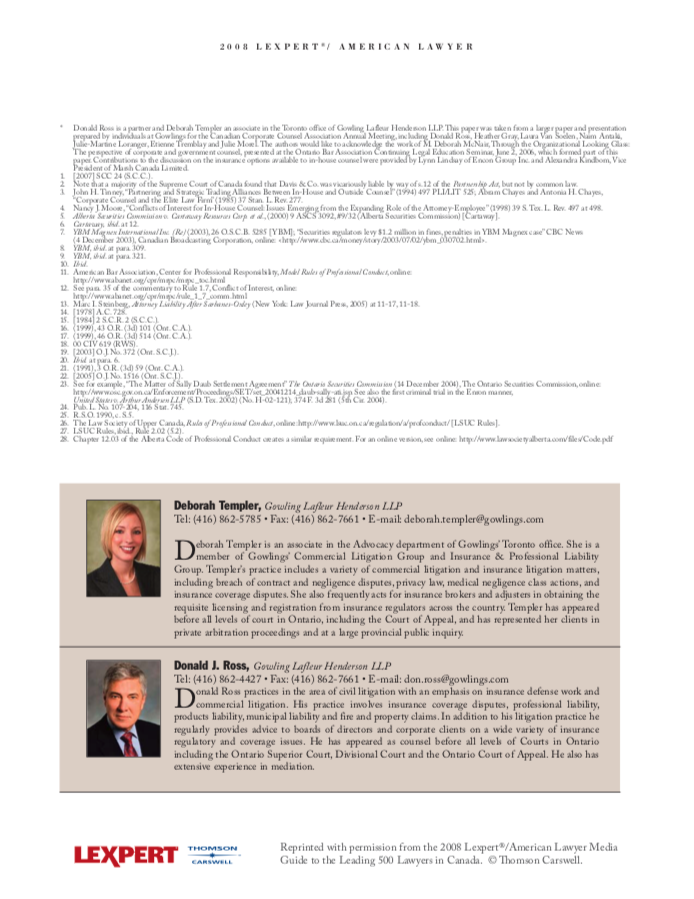 2008 LEXPERT®/ AMERICAN LAWYER
* Donald Ross is a partner and Deborah Templer an associate in the Toronto office of Gowling Lafleur Henderson LLP. This paper was taken from a larger paper and presentation
prepared by individuals at Gowlings for the Canadian Corporate Counsel Association Annual Meeting, including Donald Ross, Heather Gray, Laura Van Soelen, Naïm Antaki,
Julie-Martine Loranger, Etienne Tremblay and Julie Morel. The authors would like to acknowledge the work of M. Deborah McNair, Through the Organizational Looking Glass:
The perspective of corporate and government counsel, presented at the Ontario Bar Association Continuing Legal Education Seminar, June 2, 2006, which formed part of this
paper. Contributions to the discussion on the insurance options available to in-house counsel were provided by Lynn Lindsay of Encon Group Inc. and Alexandra Kindbom, Vice
President of Marsh Canada Limited.
1. [2007] SCC 24 (S.C.C.).
2. Note that a majority of the Supreme Court of Canada found that Davis & Co. was vicariously liable by way of s.12 of the Partnership Act, but not by common law.
3. John H. Tinney, "Partnering and Strategic Trading Alliances Between In-House and Outside Counsel" (1994) 497 PLI/LIT 525; Abram Chayes and Antonia H. Chayes,
"Corporate Counsel and the Elite Law Firm" (1985) 37 Stan. L. Rev. 277.
4. Nancy J. Moore, "Conflicts of Interest for In-House Counsel: Issues Emerging from the Expanding Role of the Attorney-Employee" (1998) 39 S. Tex. L. Rev. 497 at 498.
5. Alberta Securities Commission v. Cartaway Resources Corp. et al., (2000) 9 ASCS 3092, 89/32 (Alberta Securities Commission) [Cartaway].
6. Cartaway, ibid. at 12.
7. YBM Magnex International Inc. (Re) (2003), 26 O.S.C.B. 5285 [YBM]; "Securities regulators levy $1.2 million in fines, penalties in YBM Magnex case" CBC News
(4 December 2003), Canadian Broadcasting Corporation, online: <http://www.cbc.ca/money/story/2003/07/02/ybm_030702.html>.
8. YBM, ibid. at para. 309.
9. YBM, ibid. at para. 321.
10. Ibid.
11. American Bar Association, Center for Professional Responsibility, Model Rules of Professional Conduct, online:
http://www.abanet.org/cpr/mrpc/mrpc_toc.html
12. See para. 35 of the commentary to Rule 1.7, Conflict of Interest, online:
http://www.abanet.org/cpr/mrpc/rule_1_7_comm.html
13. Marc I. Steinberg, Attorney Liability After Sarbanes-Oxley (New York: Law Journal Press, 2005) at 11-17, 11-18.
14. [1978] A.C. 728.
15. [1984] 2 S.C.R. 2 (S.C.C.).
16. (1999), 43 O.R. (3d) 101 (Ont. C.A.).
17. (1999), 46 O.R. (3d) 514 (Ont. C.A.).
18. 00 CIV 619 (RWS).
19. [2003] O.J. No. 372 (Ont. S.C.J.).
20. Ibid at para. 6.
21. (1991), 3 O.R. (3d) 59 (Ont. C.A.).
22. [2005] O.J. No. 1516 (Ont. S.C.J.).
23. See for example, "The Matter of Sally Daub Settlement Agreement" The Ontario Securities Commission (14 December 2004), The Ontario Securities Commission, online:
http://www.osc.gov.on.ca/Enforcement/Proceedings/SET/set_20041214_daub-sally-ati.jsp See also the first criminal trial in the Enron manner,
United States v. Arthur Andersen LLP (S.D. Tex. 2002) (No. H-02-121); 374 F. 3d 281 (5th Cir. 2004).
24. Pub. L. No. 107-204, 116 Stat. 745.
25. R.S.O. 1990, c. S.5.
26. The Law Society of Upper Canada, Rules of Professional Conduct, online: http://www.lsuc.on.ca/regulation/a/profconduct/ [LSUC Rules].
27. LSUC Rules, ibid., Rule 2.02 (5.2).
28. Chapter 12.03 of the Alberta Code of Professional Conduct creates a similar requirement. For an online version, see online: http://www.lawsocietyalberta.com/files/Code.pdf
Deborah Templer, Gowling Lafleur Henderson LLP
Tel: (416) 862-5785 • Fax: (416) 862-7661 • E-mail: deborah.templer@gowlings.com
Deborah Templer is an associate in the Advocacy department of Gowlings' Toronto office. She is a
member of Gowlings' Commercial Litigation Group and Insurance & Professional Liability
Group. Templer's practice includes a variety of commercial litigation and insurance litigation matters,
including breach of contract and negligence disputes, privacy law, medical negligence class actions, and
insurance coverage disputes. She also frequently acts for insurance brokers and adjusters in obtaining the
requisite licensing and registration from insurance regulators across the country. Templer has appeared
before all levels of court in Ontario, including the Court of Appeal, and has represented her clients in
private arbitration proceedings and at a large provincial public inquiry.
Donald J. Ross, Gowling Lafleur Henderson LLP
Tel: (416) 862-4427 • Fax: (416) 862-7661 • E-mail: don.ross@gowlings.com
Donald Ross practices in the area of civil litigation with an emphasis on insurance defense work and
commercial litigation. His practice involves insurance coverage disputes, professional liability,
products liability, municipal liability and fire and property claims. In addition to his litigation practice he
regularly provides advice to boards of directors and corporate clients on a wide variety of insurance
regulatory and coverage issues. He has appeared as counsel before all levels of Courts in Ontario
including the Ontario Superior Court, Divisional Court and the Ontario Court of Appeal. He also has
extensive experience in mediation.
LEXPERT
THOMSON
CARSWELL
Reprinted with permission from the 2008 Lexpert®/American Lawyer Media
Guide to the Leading 500 Lawyers in Canada. © Thomson Carswell.